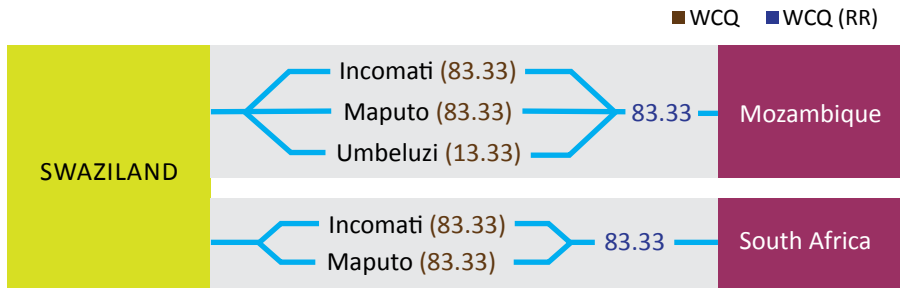 WCQ WCQ (RR)
SWAZILAND
Incomati (83.33)
Maputo (83.33)
Umbeluzi (13.33)
83.33
Mozambique
Incomati (83.33)
Maputo (83.33)
83.33
South Africa